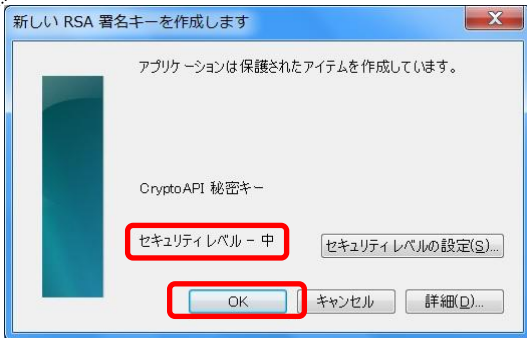 新しい RSA 署名キーを作成します
アプリケーションは保護されたアイテムを作成しています。
CryptoAPI 秘密キー
セキュリティ レベル - 中
セキュリティ レベルの設定(S)...
OK
キャンセル
詳細(D)...